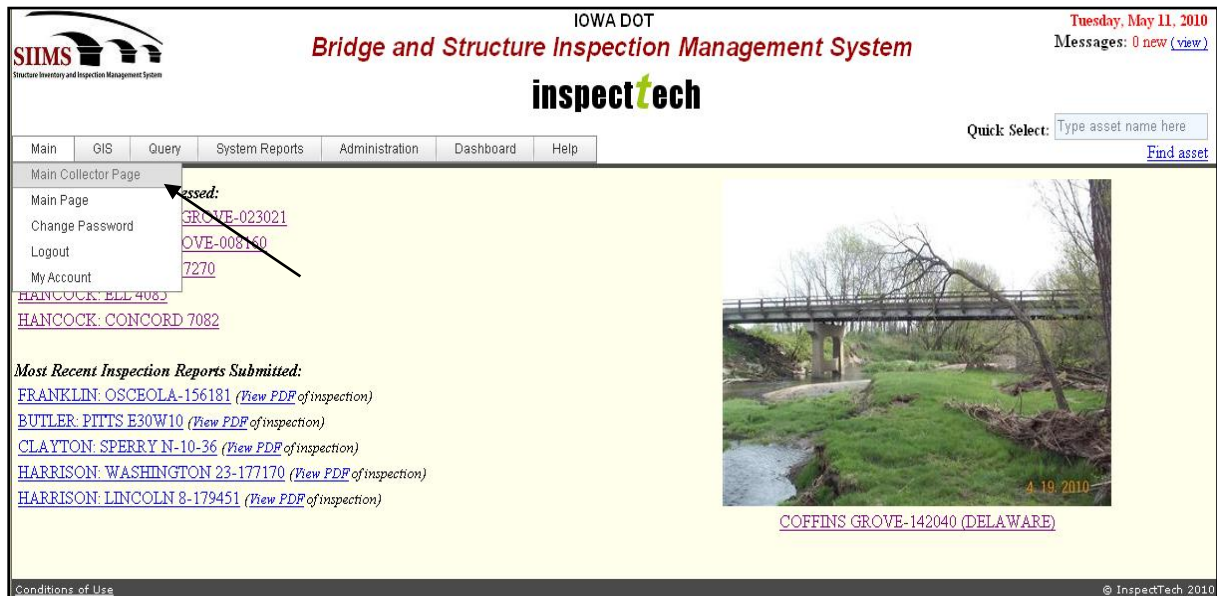 IOWA DOT
Bridge and Structure Inspection Management System
inspecttech
SIIMS
Structure Inventory and Inspection Management System
Tuesday, May 11, 2010
Messages: 0 new (view)
Quick Select: Type asset name here
Find asset
Main GIS Query System Reports Administration Dashboard Help
Main Collector Page
Main Page
Change Password
Logout
My Account
essed:
GROVE-023021
OVE-008160
7270
HANCOCK: ELL 4085
HANCOCK: CONCORD 7082
Most Recent Inspection Reports Submitted:
FRANKLIN: OSCEOLA-156181 (View PDF of inspection)
BUTLER: PITTS E30W10 (View PDF of inspection)
CLAYTON: SPERRY N-10-36 (View PDF of inspection)
HARRISON: WASHINGTON 23-177170 (View PDF of inspection)
HARRISON: LINCOLN 8-179451 (View PDF of inspection)
4 19 2010
COFFINS GROVE-142040 (DELAWARE)
Conditions of Use
© InspectTech 2010